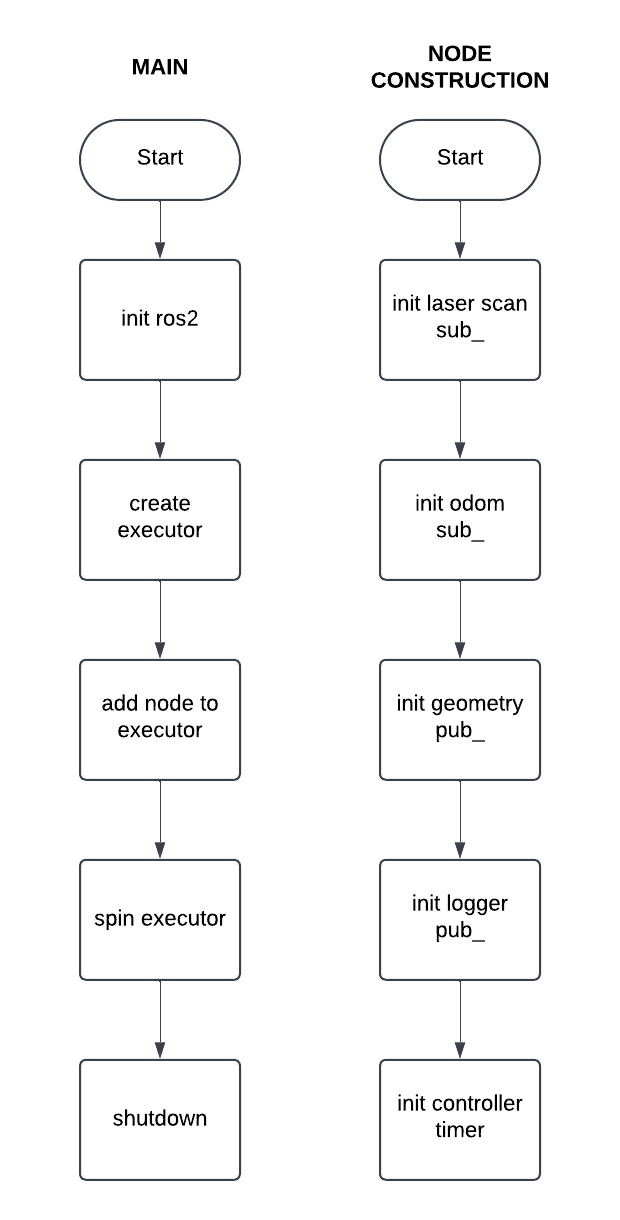 MAIN
Start
init ros2
create
executor
add node to
executor
spin executor
shutdown
NODE
CONSTRUCTION
Start
init laser scan
sub_
init odom
sub_
init geometry
pub_
init logger
pub_
init controller
timer